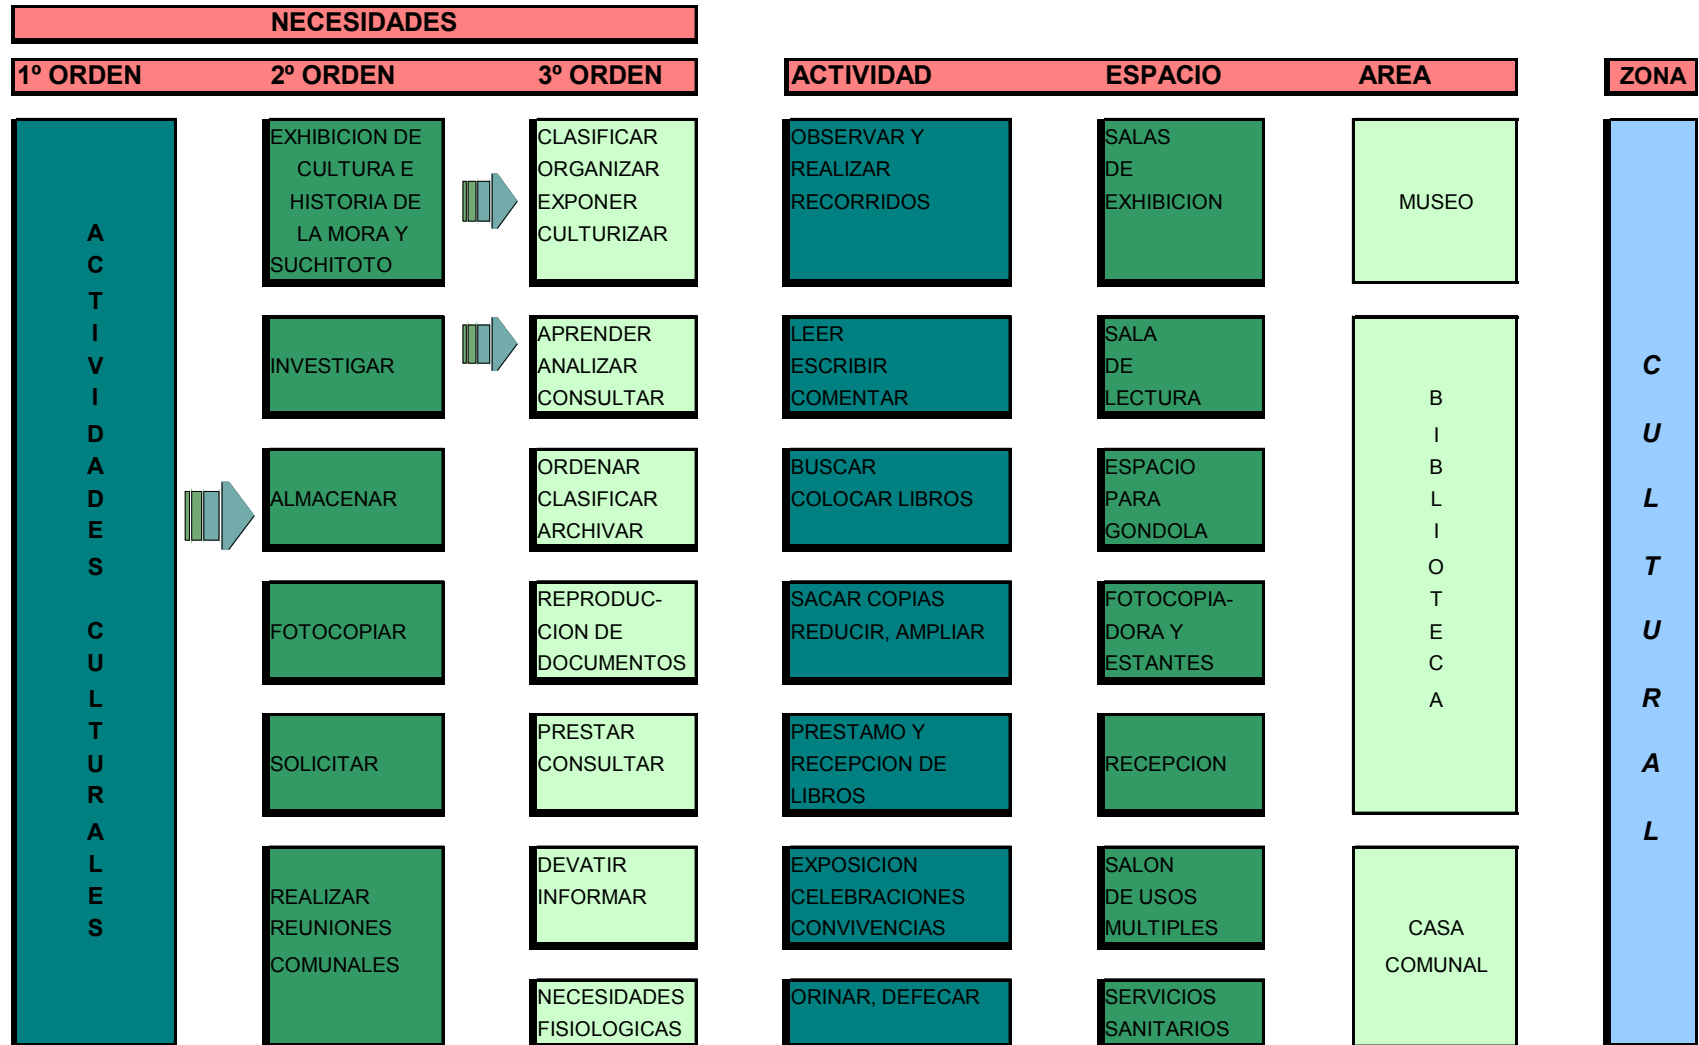 NECESIDADES
1º ORDEN 2º ORDEN 3º ORDEN ACTIVIDAD ESPACIO AREA ZONA
ACTIVIDADES CULTURALES
EXHIBICION DE
CULTURA E
HISTORIA DE
LA MORA Y
SUCHITOTO
CLASIFICAR
ORGANIZAR
EXPONER
CULTURIZAR
OBSERVAR Y
REALIZAR
RECORRIDOS
SALAS
DE
EXHIBICION
MUSEO
INVESTIGAR
APRENDER
ANALIZAR
CONSULTAR
LEER
ESCRIBIR
COMENTAR
SALA
DE
LECTURA
BIBLIOTECA
ALMACENAR
ORDENAR
CLASIFICAR
ARCHIVAR
BUSCAR
COLOCAR LIBROS
ESPACIO
PARA
GONDOLA
FOTOCOPIAR
REPRODUC-
CION DE
DOCUMENTOS
SACAR COPIAS
REDUCIR, AMPLIAR
FOTOCOPIA-
DORA Y
ESTANTES
SOLICITAR
PRESTAR
CONSULTAR
PRESTAMO Y
RECEPCION DE
LIBROS
RECEPCION
REALIZAR
REUNIONES
COMUNALES
DEVATIR
INFORMAR
EXPOSICION
CELEBRACIONES
CONVIVENCIAS
SALON
DE USOS
MULTIPLES
CASA
COMUNAL
NECESIDADES
FISIOLOGICAS
ORINAR, DEFECAR
SERVICIOS
SANITARIOS
CULTURAL